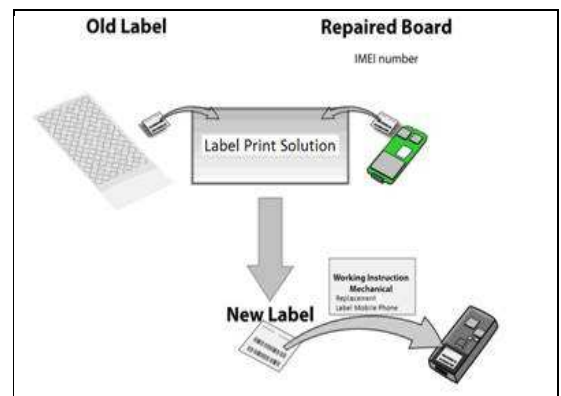 Old Label
Repaired Board
IMEI number
Label Print Solution
Working Instruction
Mechanical
Replacement
Label Mobile Phone
New Label